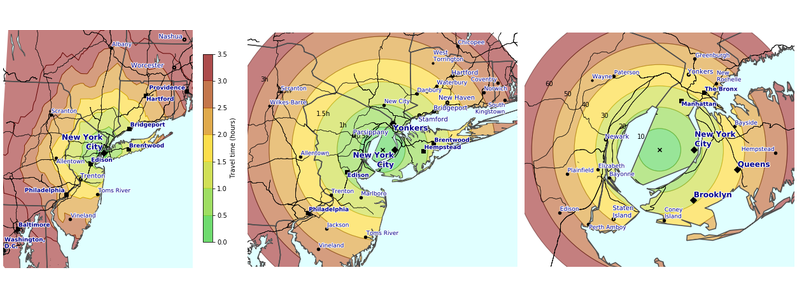 Nashua
Albany
Worcester
Providence
Hartford
Scranton
Bridgeport
New York
City
Brentwood
Edison
Allentown
Trenton
Philadelphia
Toms River
Vineland
Baltimore
Washington,
D.C.
3.5
3.0
2.5
2.0
1.5
1.0
0.5
0.0
Travel time (hours)
Chicopee
West
Torrington
Hartford
3h
Scranton
Waterbury
Coventry
Danbury
Norwich
Wilkes Barre
New City
New Haven
South
Kingstown
1.5h
Bridgeport
Stamford
1h
Yonkers
Parsippany
Brentwood
Hempstead
Allentown
New York
City
Edison
Trenton
Marlboro
Philadelphia
Jackson
Toms River
Vineland
Greenburgh
Paterson
Yonkers
New
Rochelle
Wayne
60
50
The Bronx
40
Manhattan
30
20
Bayside
Newark
10
New York
City
Hempstead
Queens
Plainfield
Elizabeth
Bayonne
Brooklyn
Edison
Staten
Island
Coney
Island
Perth Amboy